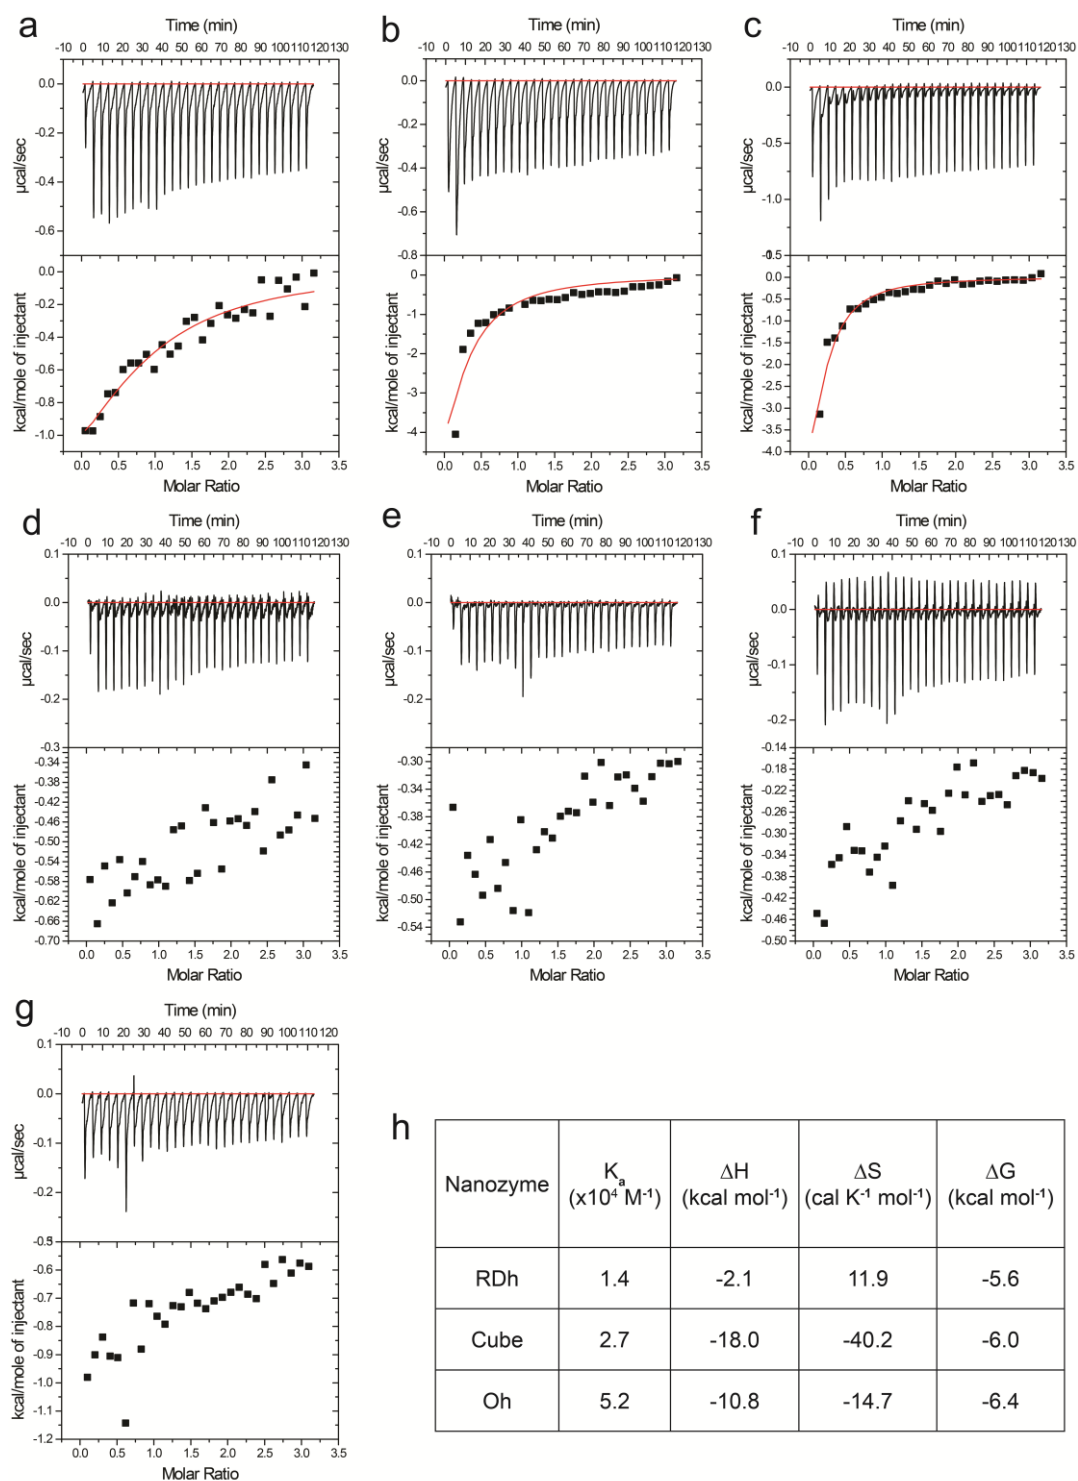 a
Time (min)
-10 0 10 20 30 40 50 60 70 80 90 100 110 120 130
0.0
-0.2
-0.4
-0.6
µcal/sec
0.0
-0.2
-0.4
-0.6
-0.8
-1.0
kcal/mole of injectant
0.0 0.5 1.0 1.5 2.0 2.5 3.0 3.5
Molar Ratio
b
Time (min)
-10 0 10 20 30 40 50 60 70 80 90 100 110 120 130
0.0
-0.2
-0.4
-0.6
-0.8
µcal/sec
0
-2
-4
kcal/mole of injectant
0.0 0.5 1.0 1.5 2.0 2.5 3.0 3.5
Molar Ratio
c
Time (min)
-10 0 10 20 30 40 50 60 70 80 90 100 110 120 130
0.0
-0.5
-1.0
µcal/sec
0.0
-0.5
-1.0
-1.5
-2.0
-2.5
-3.0
-3.5
-4.0
kcal/mole of injectant
0.0 0.5 1.0 1.5 2.0 2.5 3.0 3.5
Molar Ratio
d
Time (min)
-10 0 10 20 30 40 50 60 70 80 90 100 110 120 130
0.1
0.0
-0.1
-0.2
-0.3
µcal/sec
-0.34
-0.38
-0.42
-0.46
-0.50
-0.54
-0.58
-0.62
-0.66
-0.70
kcal/mole of injectant
0.0 0.5 1.0 1.5 2.0 2.5 3.0 3.5
Molar Ratio
e
Time (min)
-10 0 10 20 30 40 50 60 70 80 90 100 110 120 130
0.1
0.0
-0.1
-0.2
µcal/sec
-0.30
-0.34
-0.38
-0.42
-0.46
-0.50
-0.54
kcal/mole of injectant
0.0 0.5 1.0 1.5 2.0 2.5 3.0 3.5
Molar Ratio
f
Time (min)
-10 0 10 20 30 40 50 60 70 80 90 100 110 120 130
0.1
0.0
-0.1
-0.2
µcal/sec
-0.14
-0.18
-0.22
-0.26
-0.30
-0.34
-0.38
-0.42
-0.46
-0.50
kcal/mole of injectant
0.0 0.5 1.0 1.5 2.0 2.5 3.0 3.5
Molar Ratio
g
Time (min)
-10 0 10 20 30 40 50 60 70 80 90 100 110 120 130
0.1
0.0
-0.1
-0.2
µcal/sec
-0.6
-0.7
-0.8
-0.9
-1.0
-1.1
-1.2
kcal/mole of injectant
0.0 0.5 1.0 1.5 2.0 2.5 3.0 3.5
Molar Ratio
h
Nanozyme Kₐ (x10⁴ M⁻¹) ΔH (kcal mol⁻¹) ΔS (cal K⁻¹ mol⁻¹) ΔG (kcal mol⁻¹)
RDh 1.4 -2.1 11.9 -5.6
Cube 2.7 -18.0 -40.2 -6.0
Oh 5.2 -10.8 -14.7 -6.4